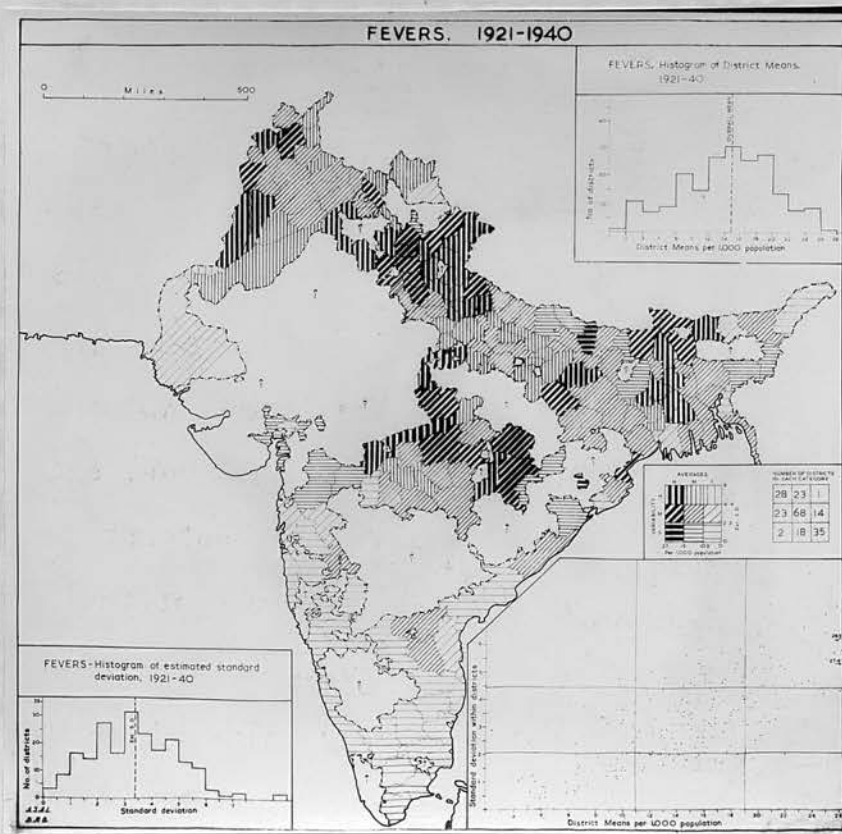 FEVERS. 1921-1940
0 Miles 600
FEVERS. Histogram of District Means.
1921-40
No of districts
OVERALL MEAN
District Means per 1,000 population
AVERAGES
VARIABILITY
Per 1,000 population
NUMBER OF DISTRICTS
IN EACH CATEGORY
28 23 1
23 68 14
2 18 35
FEVERS-Histogram of estimated standard
deviation, 1921-40
No. of districts
Standard deviation
Standard deviation within districts
District Means per 1,000 population